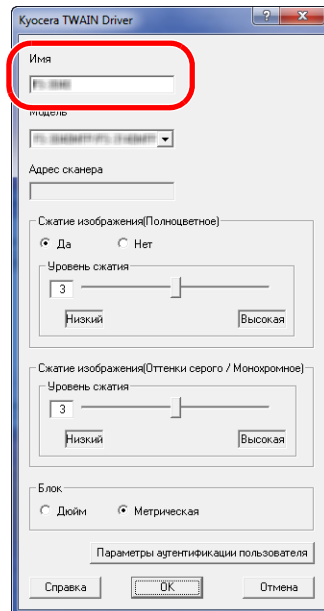 Kyocera TWAIN Driver
Имя
Модель
Адрес сканера
Сжатие изображения(Полноцветное)
Да Нет
Уровень сжатия
3
Низкий Высокая
Сжатие изображения(Оттенки серого / Монохромное)
Уровень сжатия
3
Низкий Высокая
Блок
Дюйм Метрическая
Параметры аутентификации пользователя
Справка OK Отмена